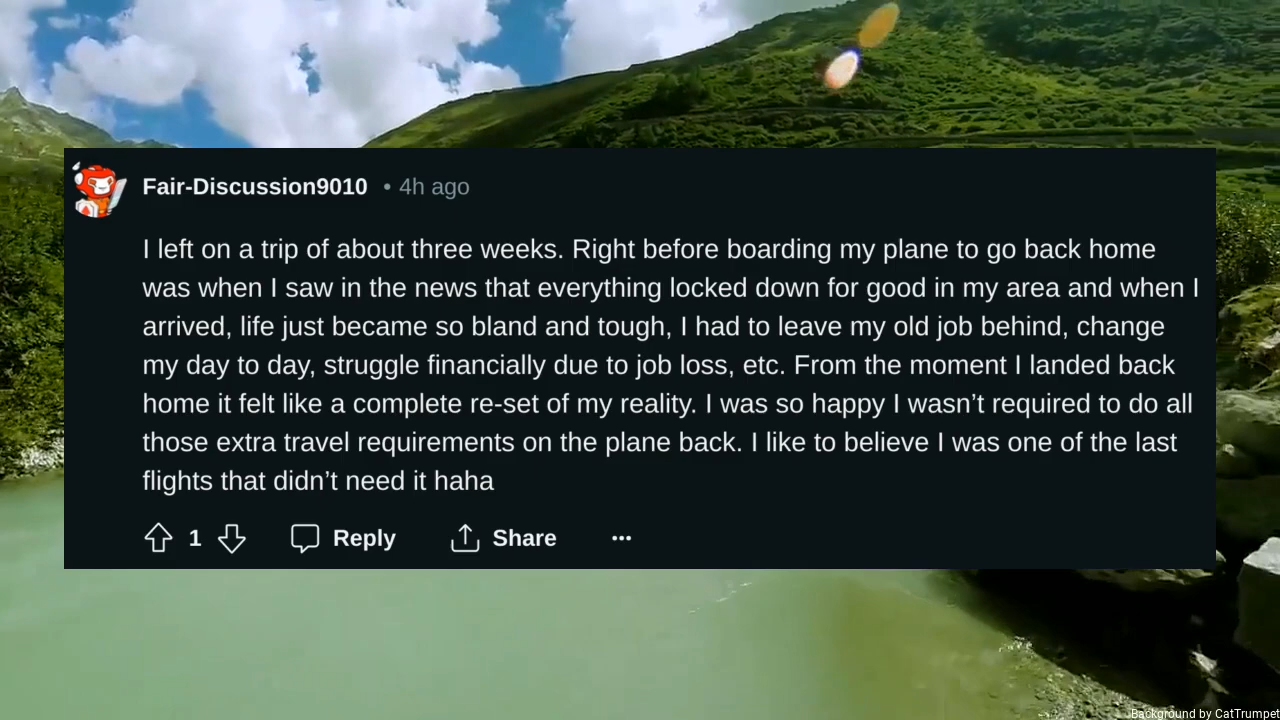 Fair-Discussion9010 • 4h ago
I left on a trip of about three weeks. Right before boarding my plane to go back home
was when I saw in the news that everything locked down for good in my area and when I
arrived, life just became so bland and tough, I had to leave my old job behind, change
my day to day, struggle financially due to job loss, etc. From the moment I landed back
home it felt like a complete re-set of my reality. I was so happy I wasn’t required to do all
those extra travel requirements on the plane back. I like to believe I was one of the last
flights that didn’t need it haha
1 Reply Share ···
Background by CatTrumpet